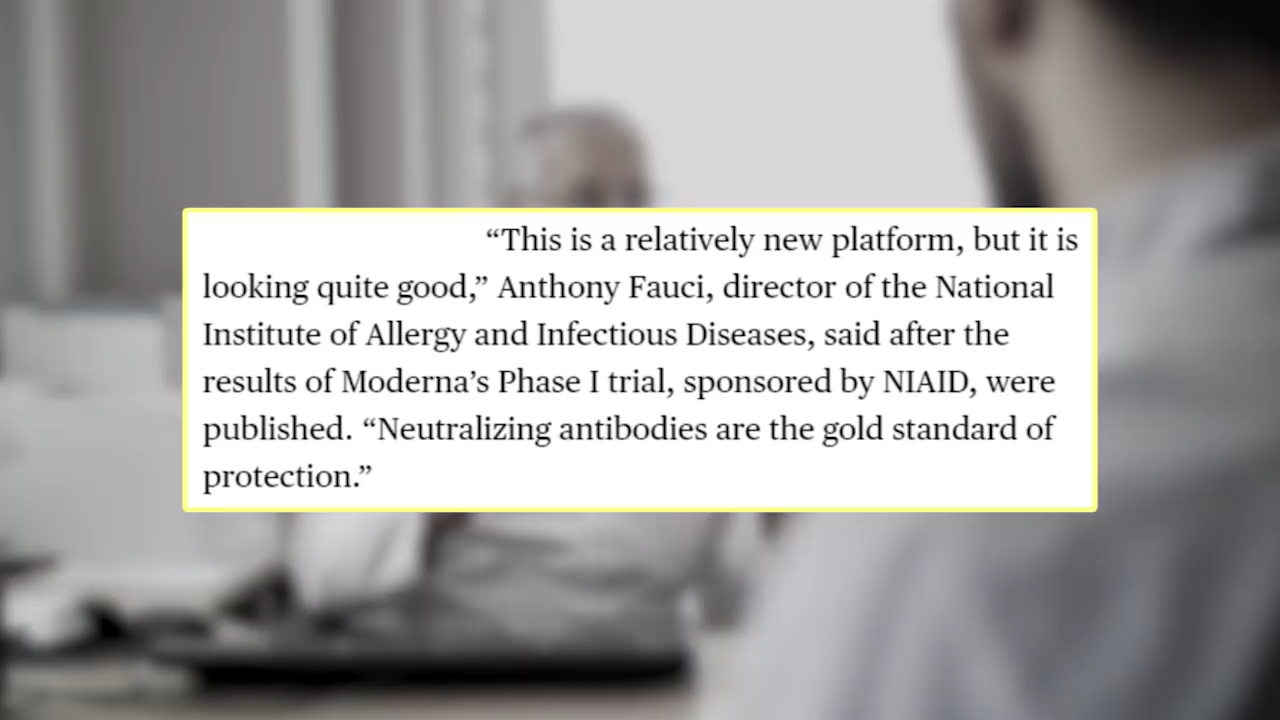 “This is a relatively new platform, but it is
looking quite good,” Anthony Fauci, director of the National
Institute of Allergy and Infectious Diseases, said after the
results of Moderna’s Phase I trial, sponsored by NIAID, were
published. “Neutralizing antibodies are the gold standard of
protection.”